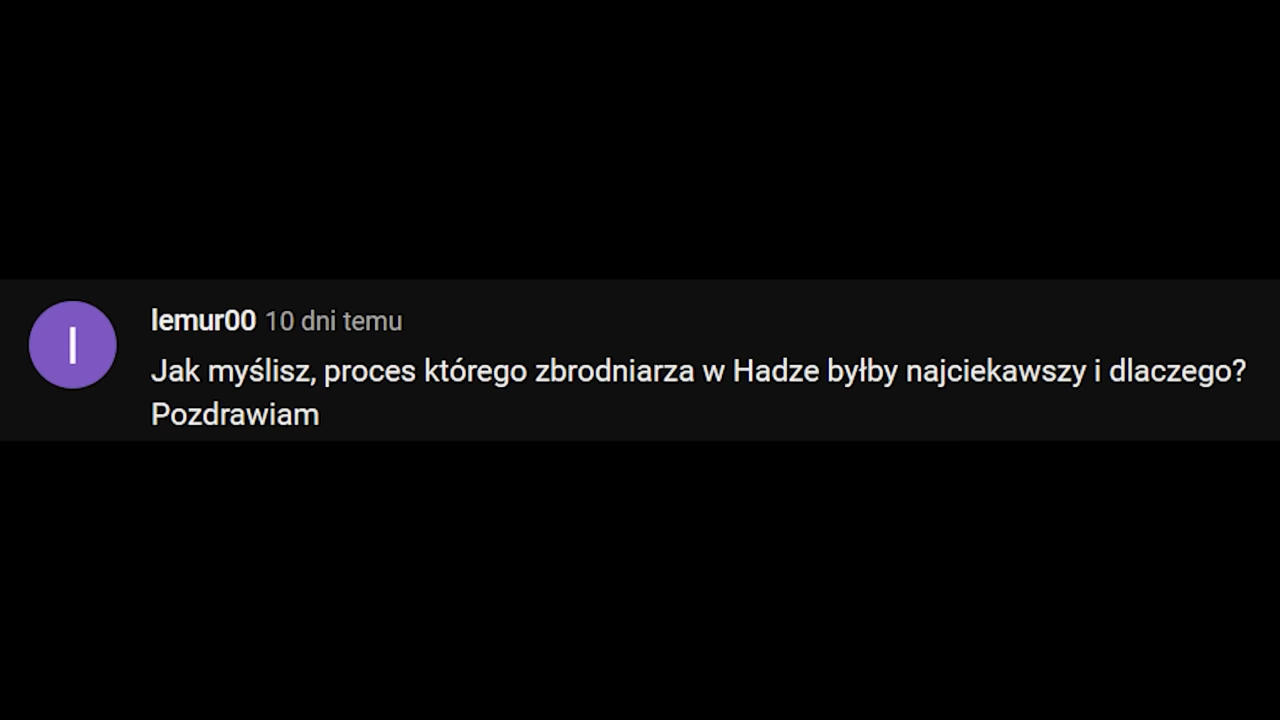 l
lemur00 10 dni temu
Jak myślisz, proces którego zbrodniarza w Hadze byłby najciekawszy i dlaczego?
Pozdrawiam